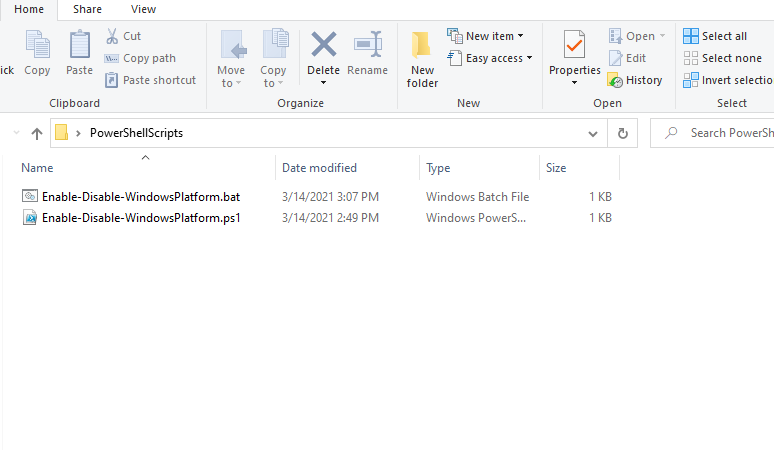 Home Share View
ick Copy Paste Cut Copy path Paste shortcut Move to Copy to Delete Rename New folder New item Easy access Properties Open Edit History Select all Select none Invert selectio
Clipboard Organize New Open Select
PowerShellScripts Search PowerSh
Name Date modified Type Size
Enable-Disable-WindowsPlatform.bat 3/14/2021 3:07 PM Windows Batch File 1 KB
Enable-Disable-WindowsPlatform.ps1 3/14/2021 2:49 PM Windows PowerS... 1 KB